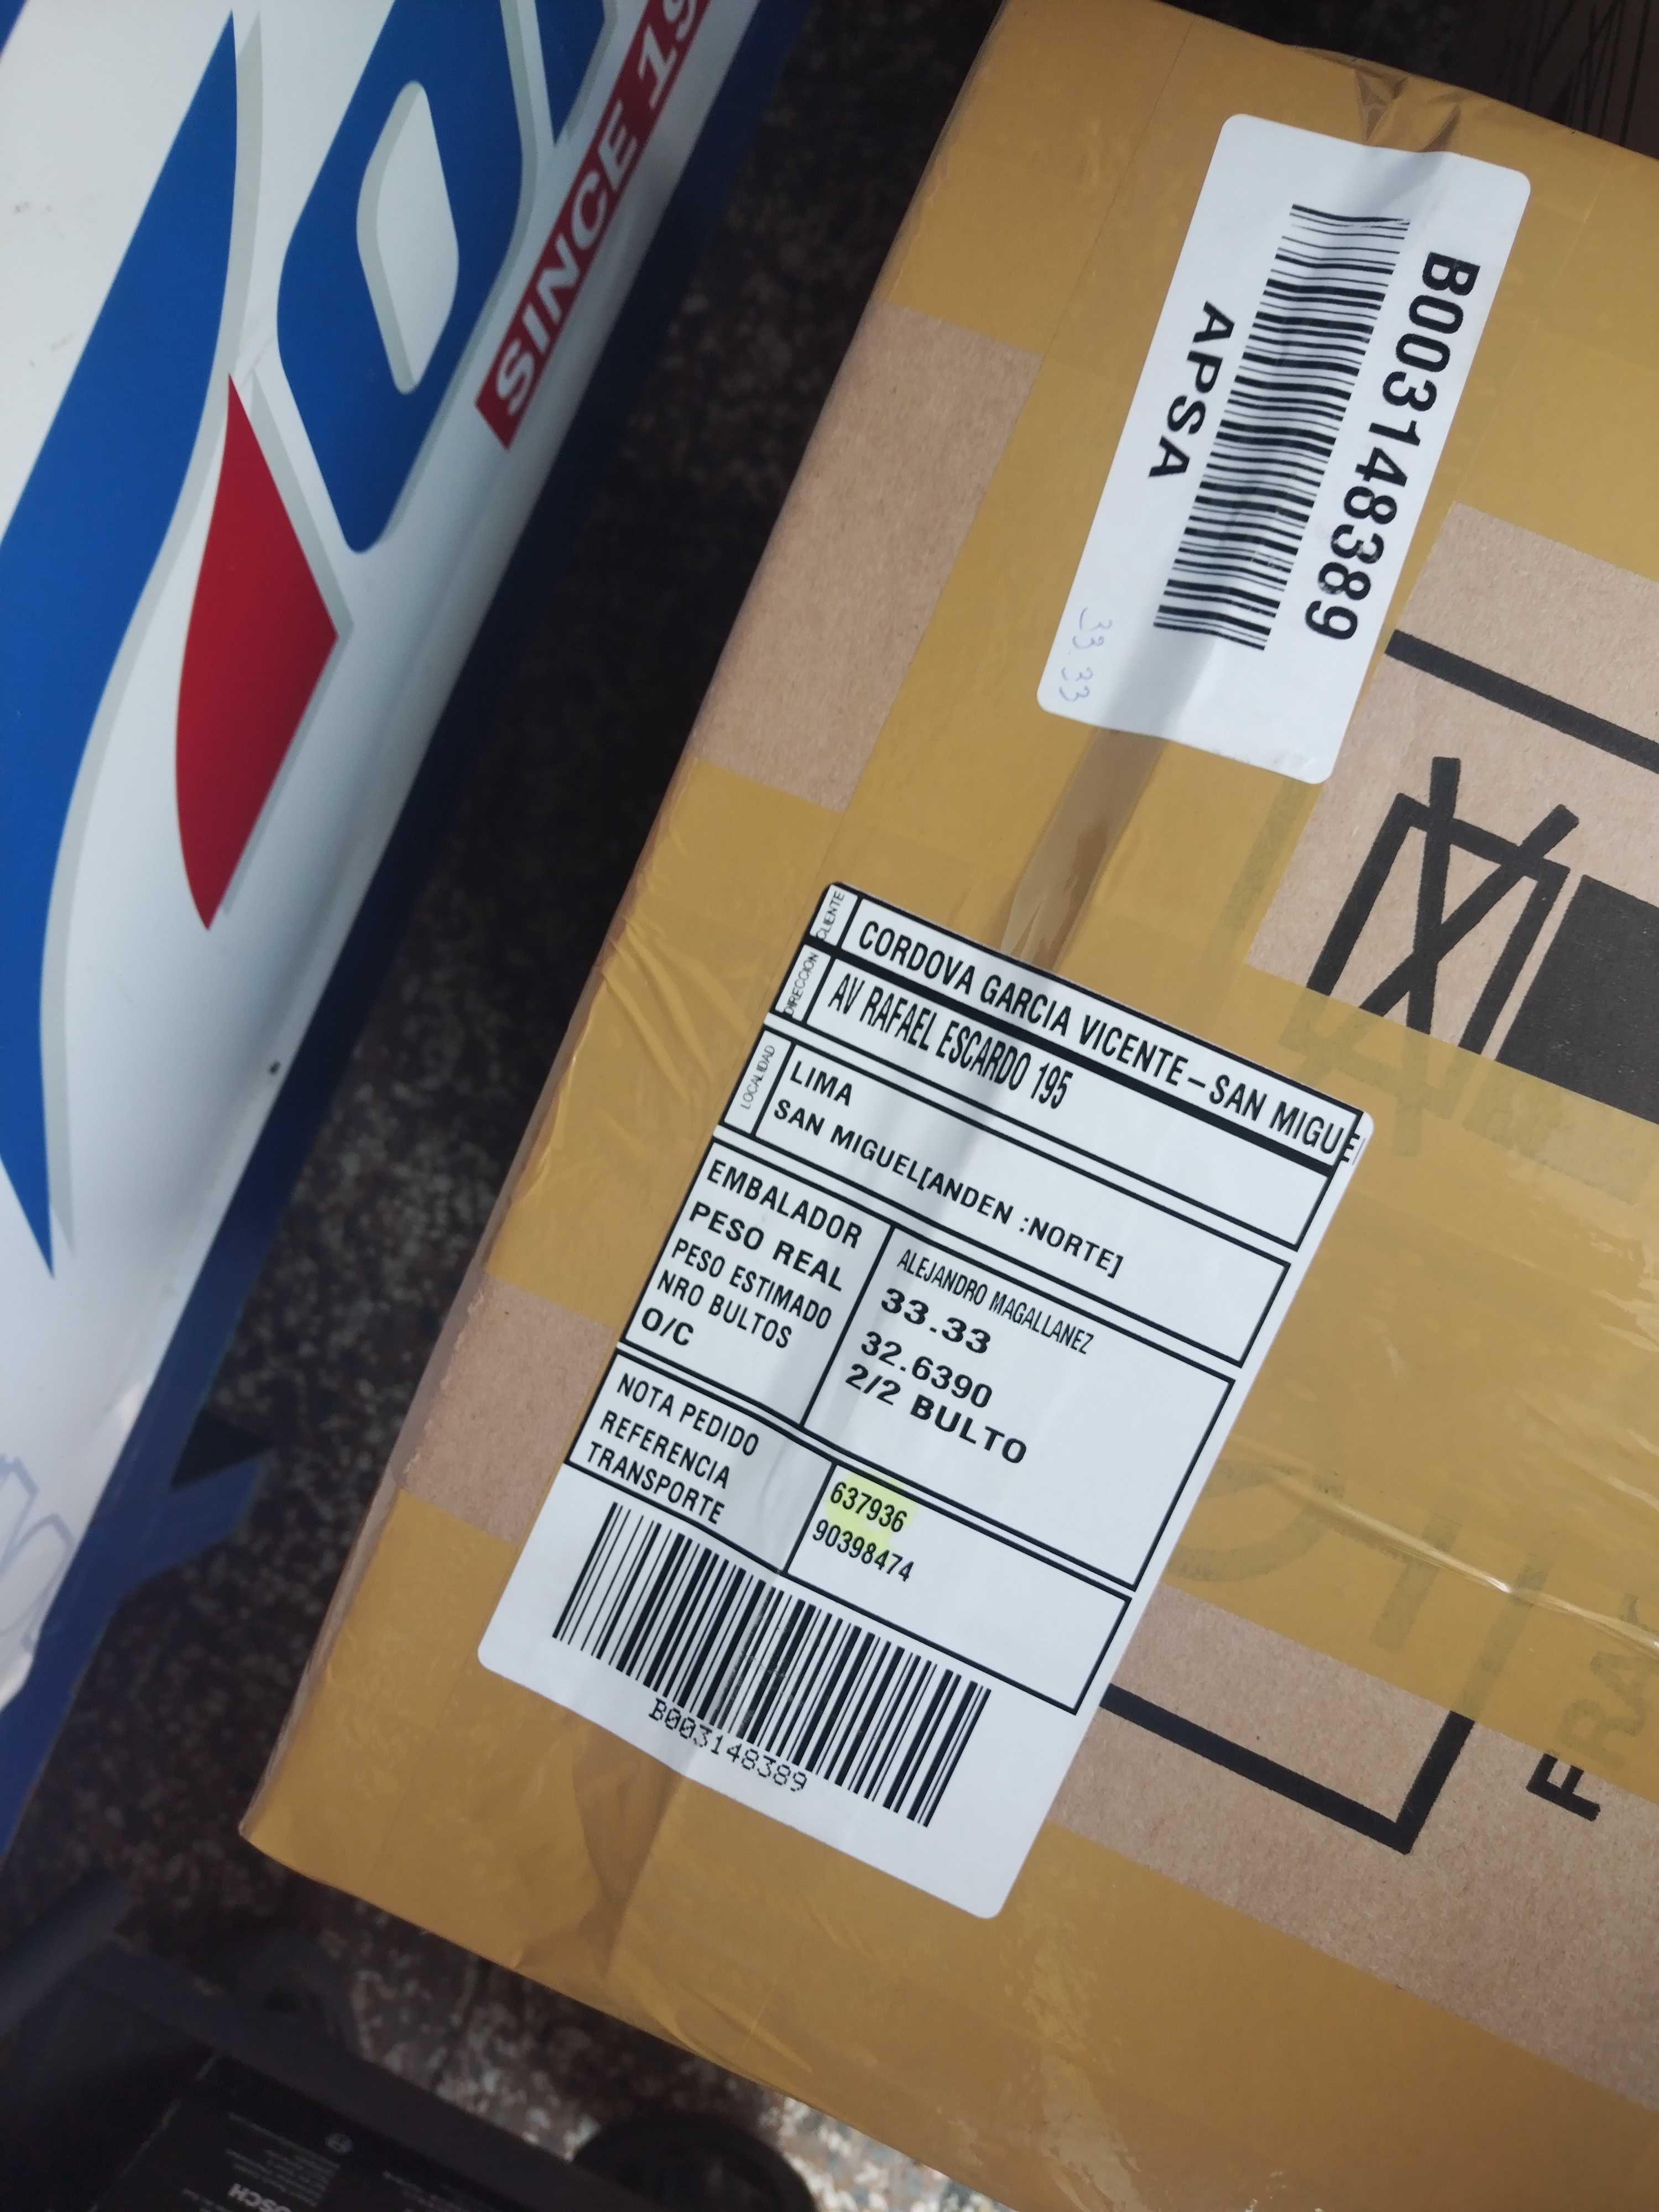 SINCE 19
B003148389
APSA
33.33
CLIENTE
CORDOVA GARCIA VICENTE-SAN MIGUE
DIRECCION
AV RAFAEL ESCARDO 195
LOCALIDAD
LIMA
SAN MIGUEL[ANDEN :NORTE]
EMBALADOR ALEJANDRO MAGALLANEZ
PESO REAL 33.33
PESO ESTIMADO 32.6390
NRO BULTOS 2/2 BULTO
O/C
NOTA PEDIDO 637936
REFERENCIA 90398474
TRANSPORTE
B003148389